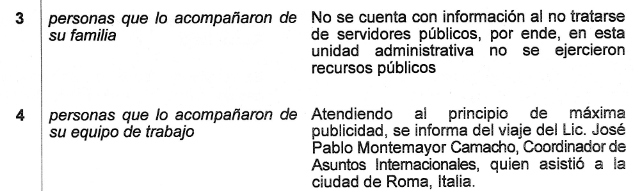 3 personas que lo acompañaron de No se cuenta con información al no tratarse
su familia de servidores públicos, por ende, en esta
unidad administrativa no se ejercieron
recursos públicos
4 personas que lo acompañaron de Atendiendo al principio de máxima
su equipo de trabajo publicidad, se informa del viaje del Lic. José
Pablo Montemayor Camacho, Coordinador de
Asuntos Internacionales, quien asistió a la
ciudad de Roma, Italia.